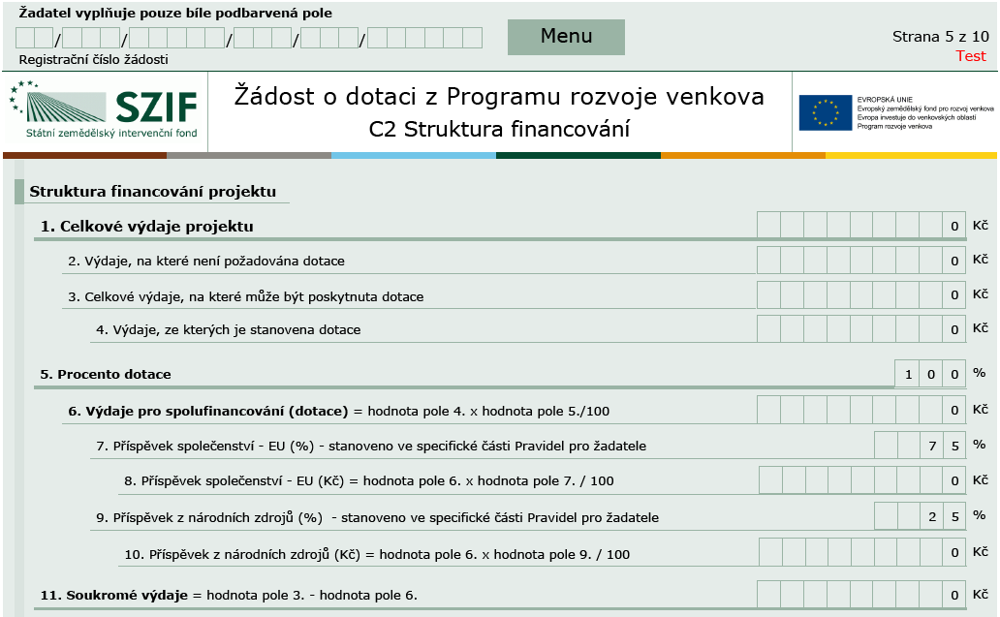 Žadatel vyplňuje pouze bíle podbarvená pole
/ / / / /
Menu
Strana 5 z 10
Registrační číslo žádosti
Test
SZIF
Státní zemědělský intervenční fond
Žádost o dotaci z Programu rozvoje venkova
C2 Struktura financování
EVROPSKÁ UNIE
Evropský zemědělský fond pro rozvoj venkova
Evropa investuje do venkovských oblastí
Program rozvoje venkova
Struktura financování projektu
1. Celkové výdaje projektu 0 Kč
2. Výdaje, na které není požadována dotace 0 Kč
3. Celkové výdaje, na které může být poskytnuta dotace 0 Kč
4. Výdaje, ze kterých je stanovena dotace 0 Kč
5. Procento dotace 1 0 0 %
6. Výdaje pro spolufinancování (dotace) = hodnota pole 4. x hodnota pole 5./100 0 Kč
7. Příspěvek společenství - EU (%) - stanoveno ve specifické části Pravidel pro žadatele 7 5 %
8. Příspěvek společenství - EU (Kč) = hodnota pole 6. x hodnota pole 7. / 100 0 Kč
9. Příspěvek z národních zdrojů (%) - stanoveno ve specifické části Pravidel pro žadatele 2 5 %
10. Příspěvek z národních zdrojů (Kč) = hodnota pole 6. x hodnota pole 9. / 100 0 Kč
11. Soukromé výdaje = hodnota pole 3. - hodnota pole 6. 0 Kč